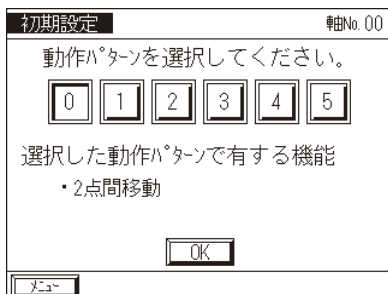 初期設定 軸No. 00
動作ﾊﾟﾀｰﾝを選択してください。
0 1 2 3 4 5
選択した動作ﾊﾟﾀｰﾝで有する機能
・2点間移動
OK
ﾒﾆｭｰ